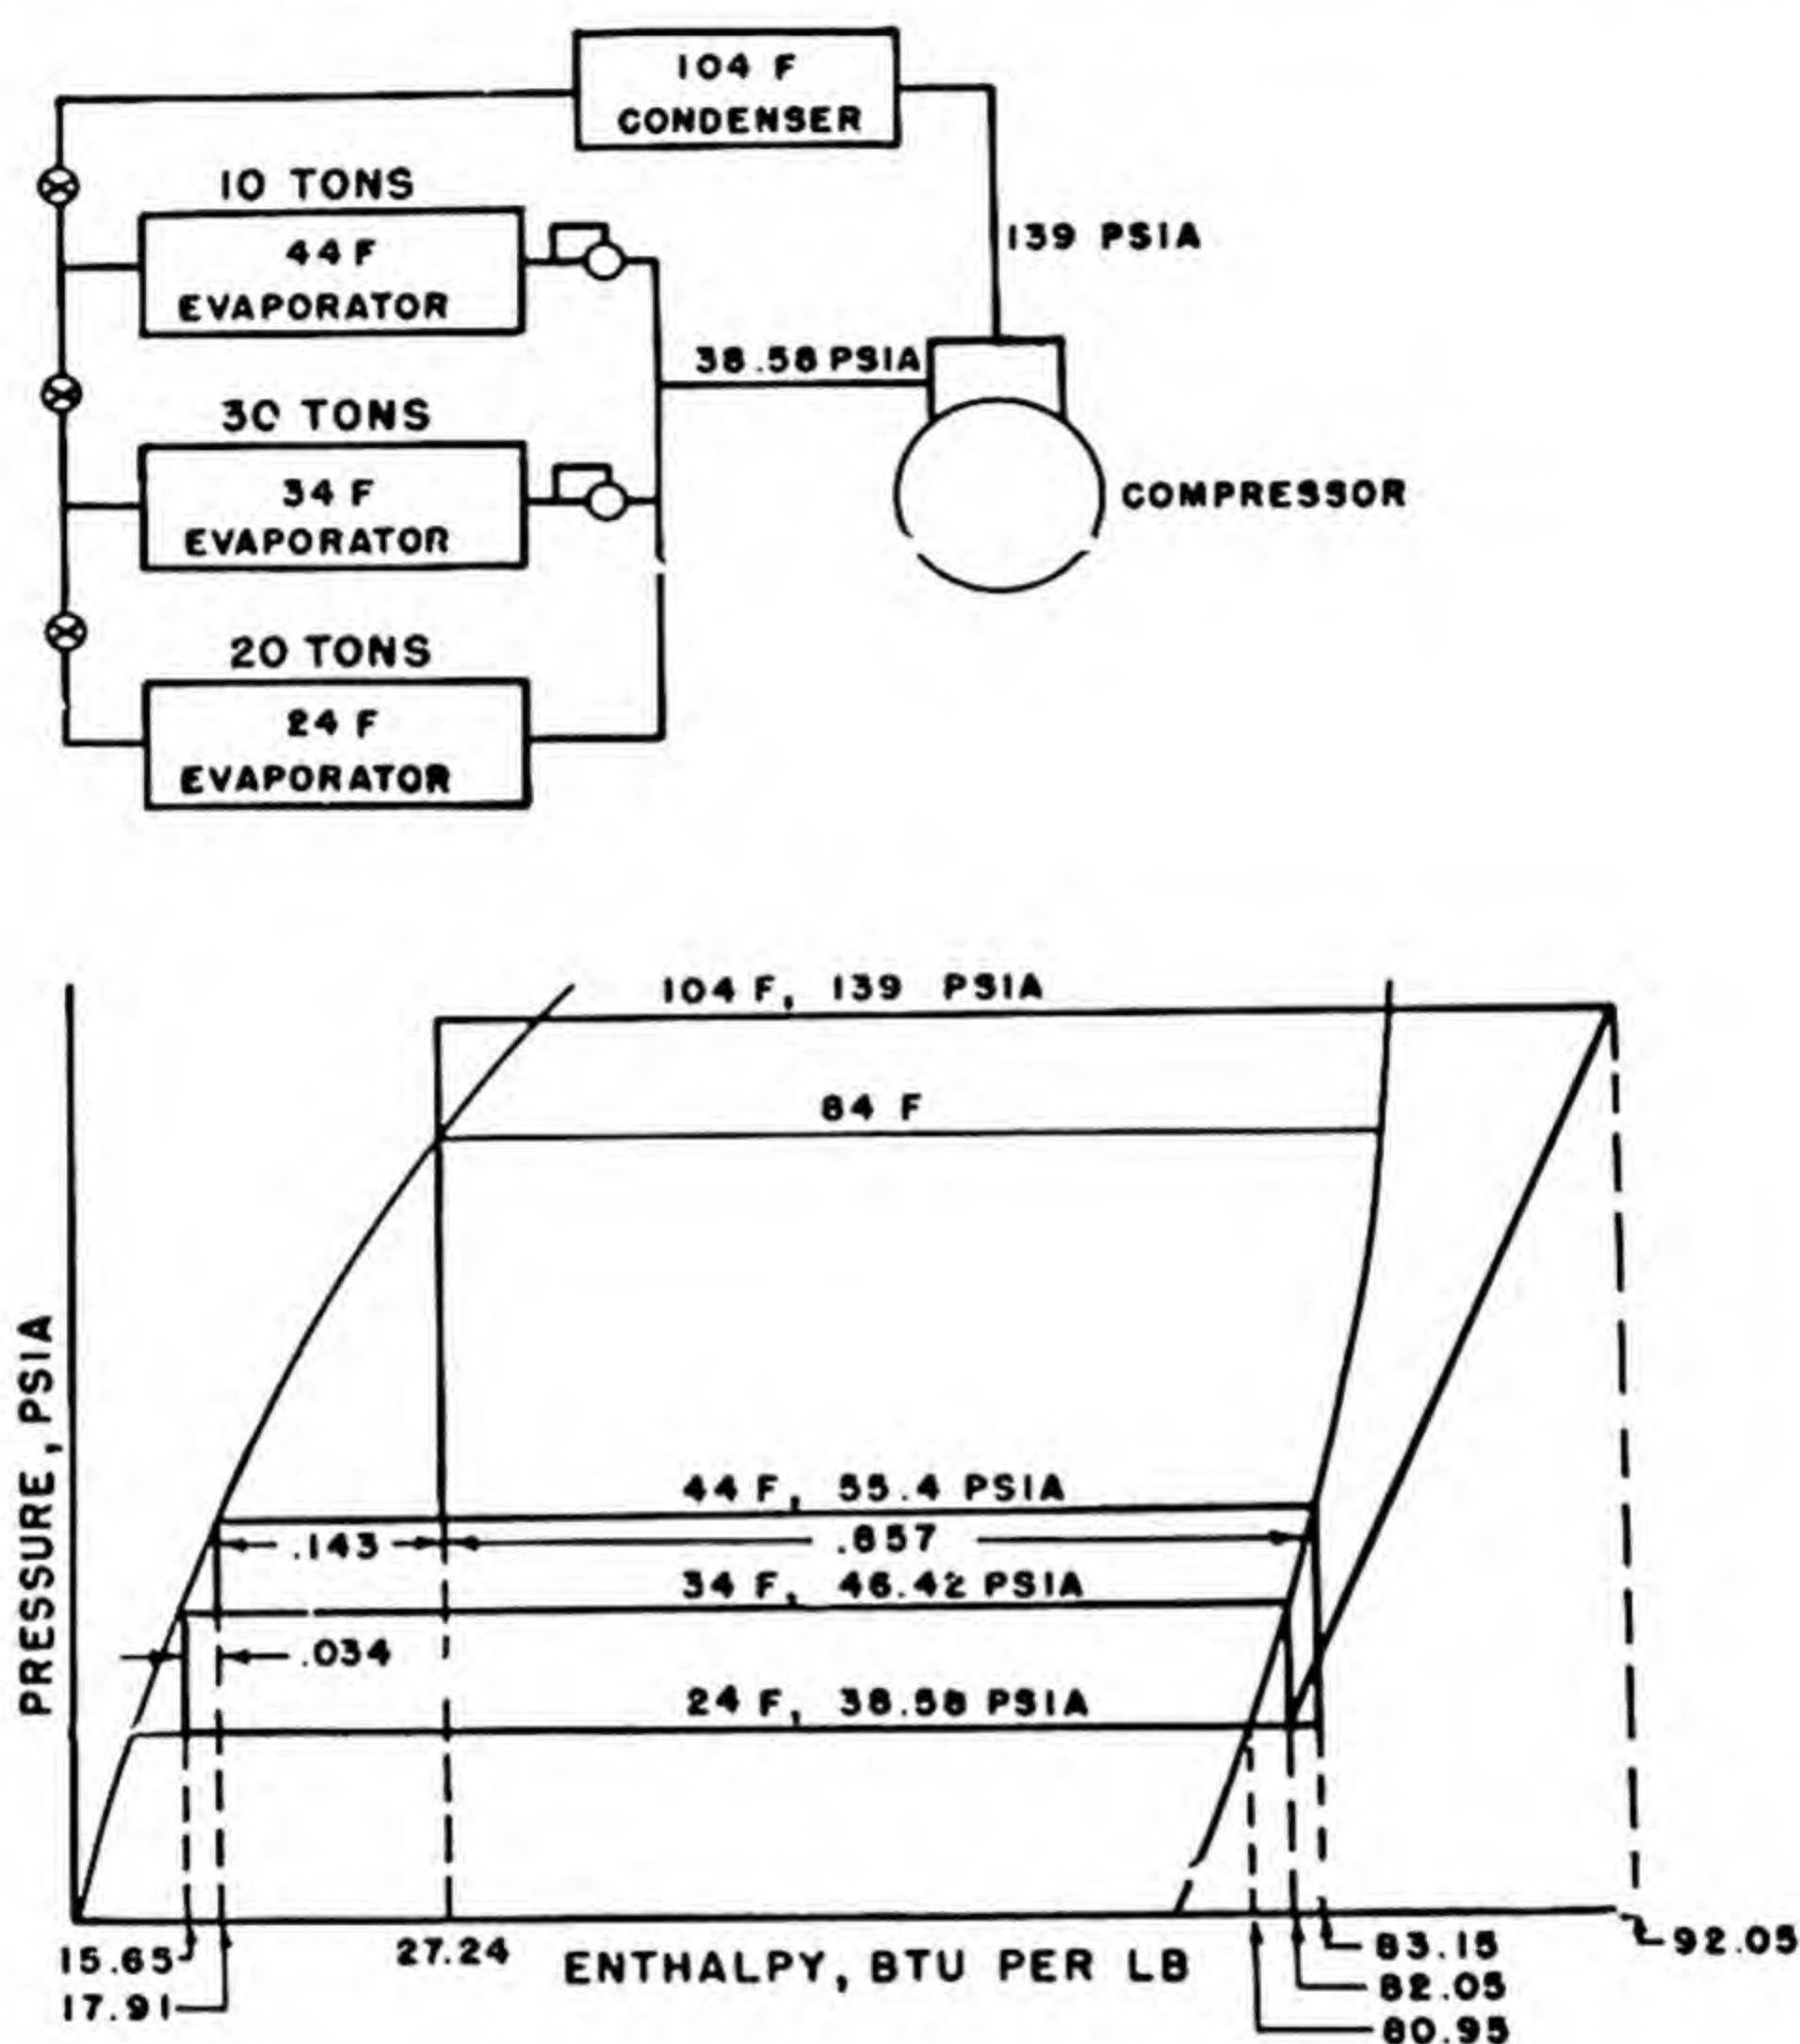 104 F
CONDENSER
10 TONS
44 F
EVAPORATOR
139 PSIA
38.58 PSIA
30 TONS
34 F
EVAPORATOR
COMPRESSOR
20 TONS
24 F
EVAPORATOR
104 F, 139 PSIA
84 F
PRESSURE, PSIA
44 F, 55.4 PSIA
.143
.857
34 F, 46.42 PSIA
.034
24 F, 38.58 PSIA
15.65
17.91
27.24
ENTHALPY, BTU PER LB
83.15
82.05
80.95
92.05